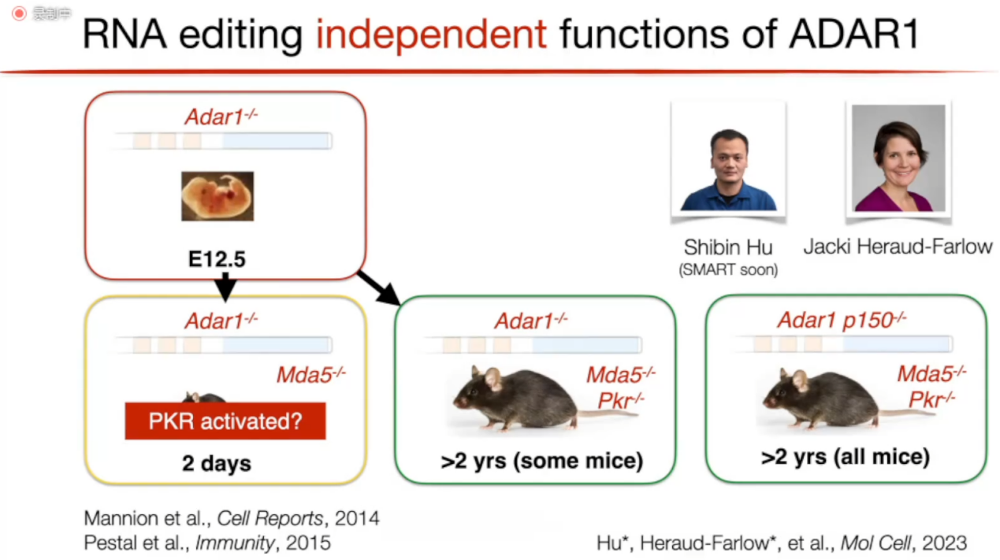 录制中
RNA editing independent functions of ADAR1
Adar1-/-
E12.5
Shibin Hu
(SMART soon)
Jacki Heraud-Farlow
Adar1-/-
Mda5-/-
PKR activated?
2 days
Adar1-/-
Mda5-/-
Pkr-/-
>2 yrs (some mice)
Adar1 p150-/-
Mda5-/-
Pkr-/-
>2 yrs (all mice)
Mannion et al., Cell Reports, 2014
Pestal et al., Immunity, 2015
Hu*, Heraud-Farlow*, et al., Mol Cell, 2023